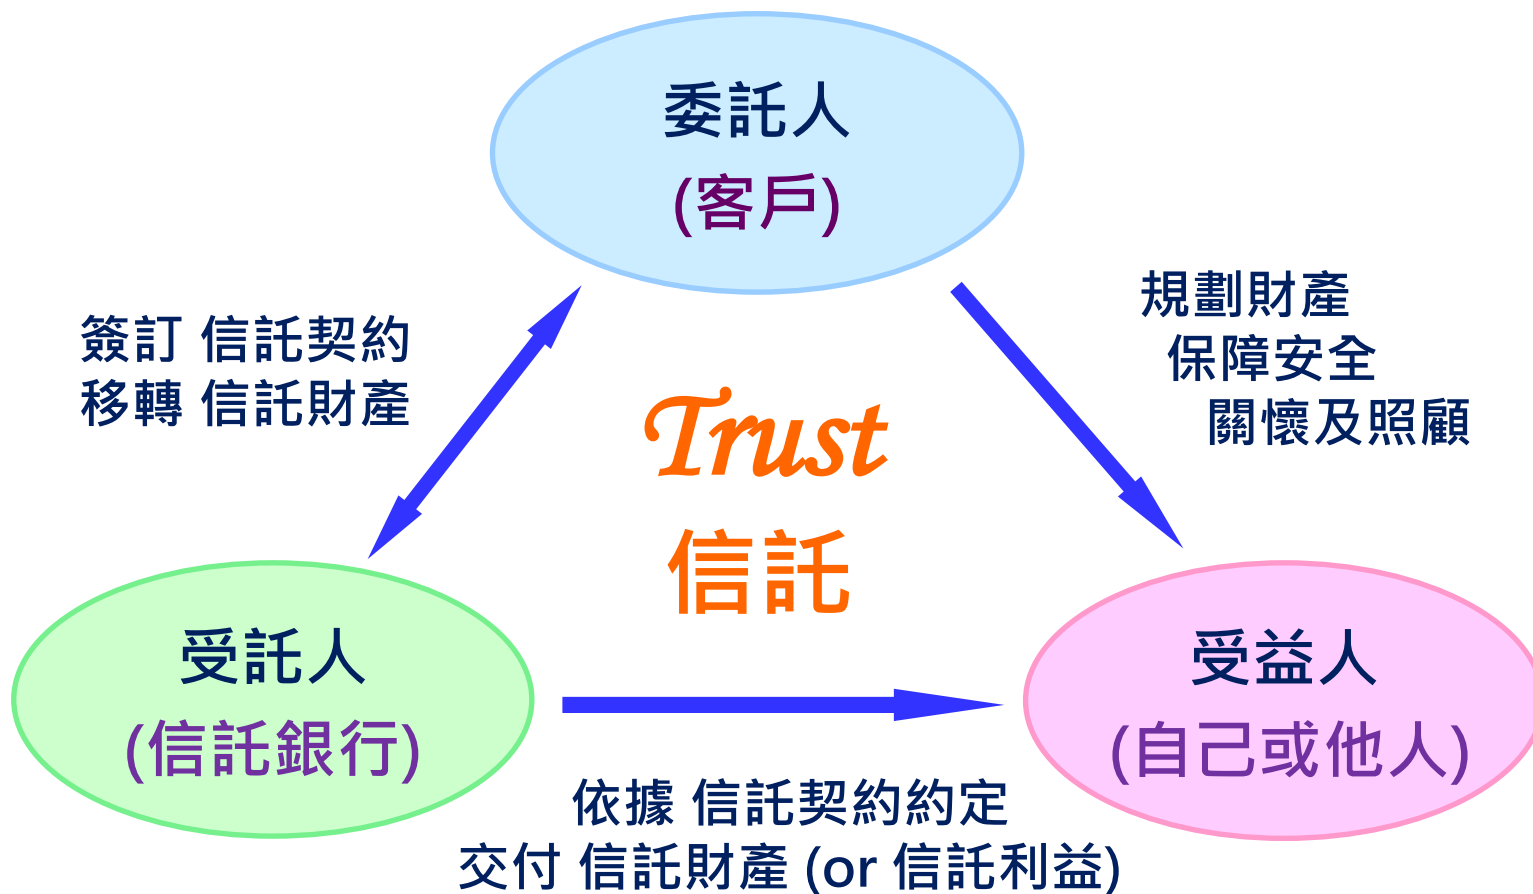 委託人
(客戶)
簽訂 信託契約
移轉 信託財產
規劃財產
保障安全
關懷及照顧
Trust
信託
受託人
(信託銀行)
受益人
(自己或他人)
依據 信託契約約定
交付 信託財產 (or 信託利益)